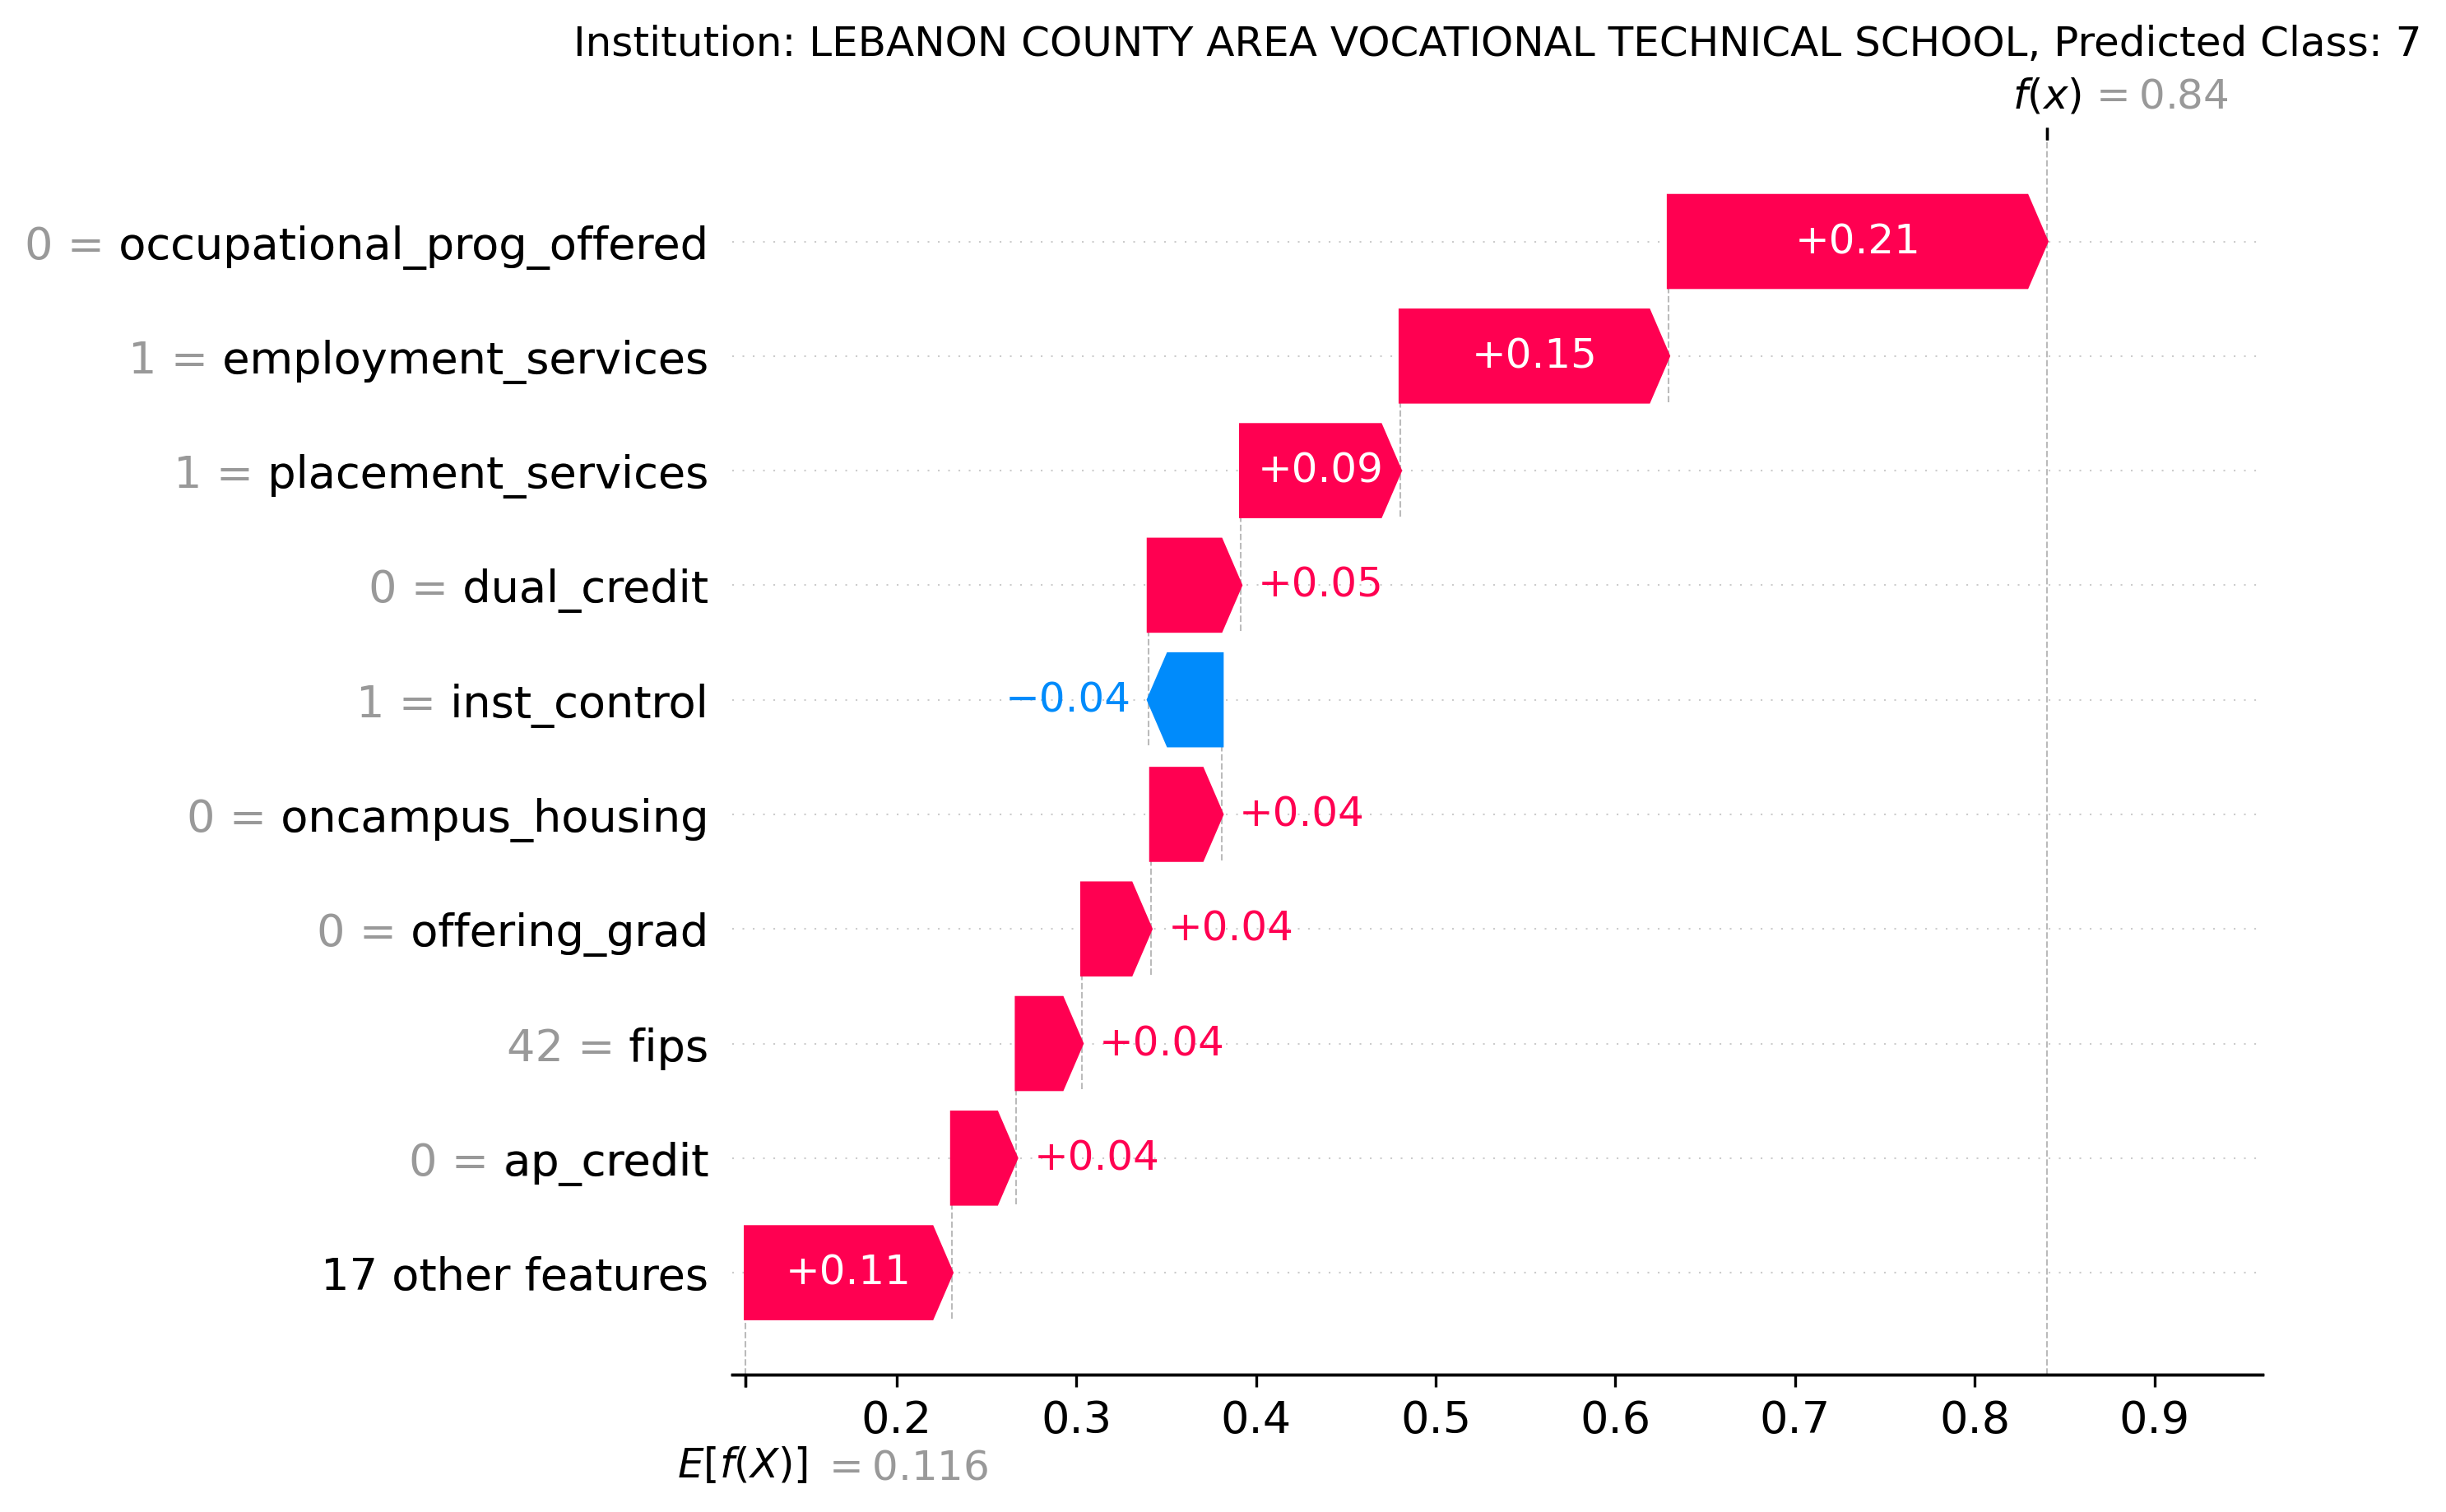 Institution: LEBANON COUNTY AREA VOCATIONAL TECHNICAL SCHOOL, Predicted Class: 7
f(x) = 0.84
0 = occupational_prog_offered +0.21
1 = employment_services +0.15
1 = placement_services +0.09
0 = dual_credit +0.05
1 = inst_control −0.04
0 = oncampus_housing +0.04
0 = offering_grad +0.04
42 = fips +0.04
0 = ap_credit +0.04
17 other features +0.11
0.2 0.3 0.4 0.5 0.6 0.7 0.8 0.9
E[f(X)] = 0.116